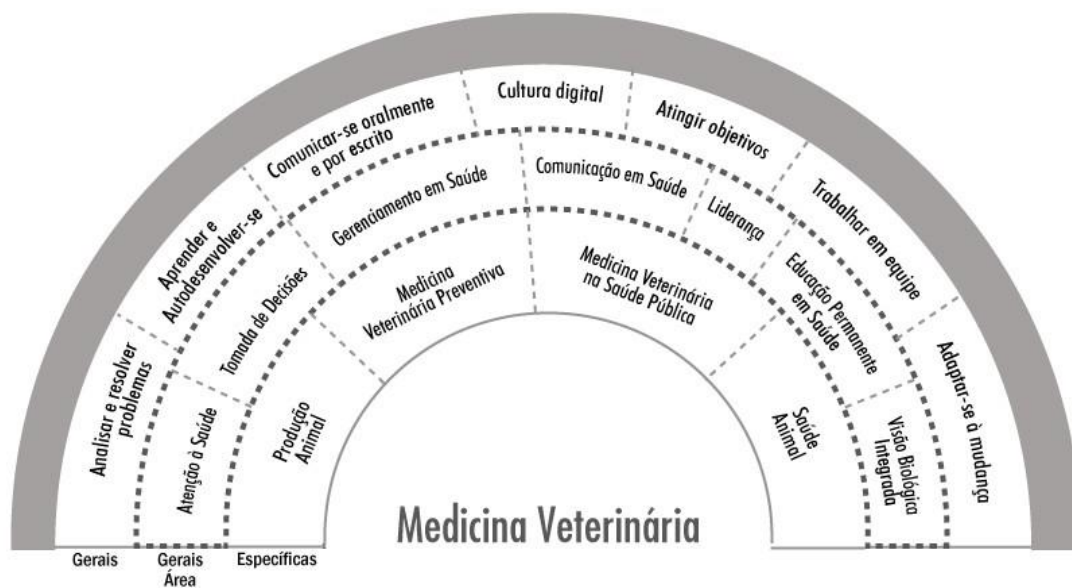 Analisar e resolver
problemas
Aprender e
Autodesenvolver-se
Comunicar-se oralmente
e por escrito
Cultura digital
Atingir objetivos
Trabalhar em equipe
Adaptar-se à mudança
Atenção à Saúde
Tomada de Decisões
Gerenciamento em Saúde
Comunicação em Saúde
Liderança
Educação Permanente
em Saúde
Visão Biológica
Integrada
Produção
Animal
Medicina
Veterinária Preventiva
Medicina Veterinária
na Saúde Pública
Saúde
Animal
Medicina Veterinária
Gerais
Gerais
Área
Específicas